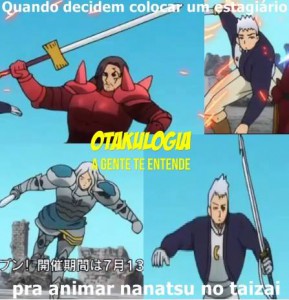 Quando decidem colocar um estagiário
OTAKULOGIA
A GENTE TE ENTENDE
プン! 開催期間は7月13
pra animar nanatsu no taizai